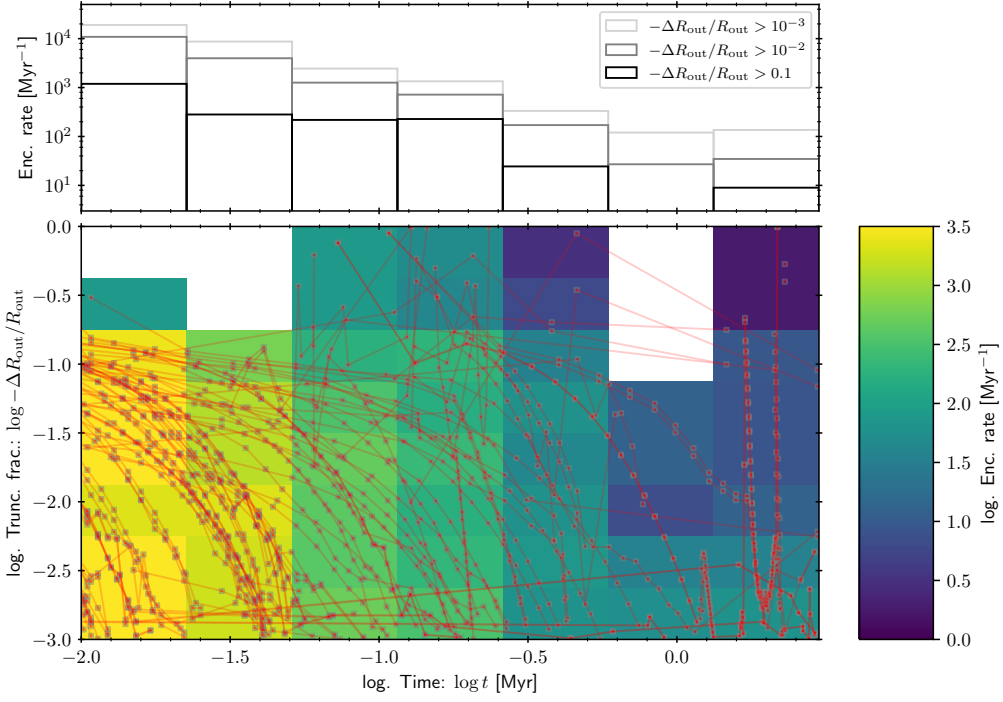 10⁴
10³
10²
10¹
Enc. rate [Myr⁻¹]
−ΔR_out/R_out > 10⁻³
−ΔR_out/R_out > 10⁻²
−ΔR_out/R_out > 0.1
0.0
−0.5
−1.0
−1.5
−2.0
−2.5
−3.0
log. Trunc. frac.: log −ΔR_out/R_out
−2.0 −1.5 −1.0 −0.5 0.0
log. Time: log t [Myr]
3.5
3.0
2.5
2.0
1.5
1.0
0.5
0.0
log. Enc. rate [Myr⁻¹]